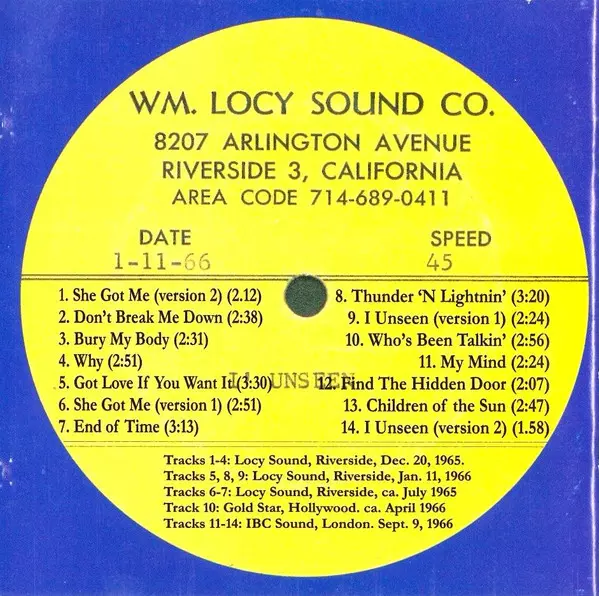 WM. LOCY SOUND CO.
8207 ARLINGTON AVENUE
RIVERSIDE 3, CALIFORNIA
AREA CODE 714-689-0411
DATE
1-11-66
SPEED
45
1. She Got Me (version 2) (2.12)
2. Don't Break Me Down (2:38)
3. Bury My Body (2:31)
4. Why (2:51)
5. Got Love If You Want It (3:30)
6. She Got Me (version 1) (2:51)
7. End of Time (3:13)
UNSEEN
8. Thunder 'N Lightnin' (3:20)
9. I Unseen (version 1) (2:24)
10. Who's Been Talkin' (2:56)
11. My Mind (2:24)
12. Find The Hidden Door (2:07)
13. Children of the Sun (2:47)
14. I Unseen (version 2) (1.58)
Tracks 1-4: Locy Sound, Riverside, Dec. 20, 1965.
Tracks 5, 8, 9: Locy Sound, Riverside, Jan. 11, 1966
Tracks 6-7: Locy Sound, Riverside, ca. July 1965
Track 10: Gold Star, Hollywood. ca. April 1966
Tracks 11-14: IBC Sound, London. Sept. 9, 1966